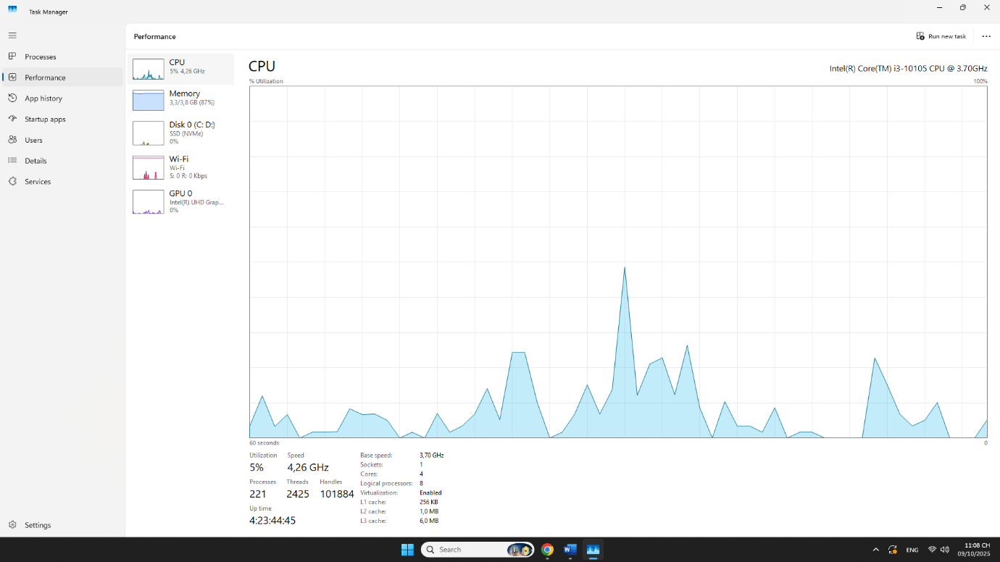 Task Manager
Processes
Performance
App history
Startup apps
Users
Details
Services
Settings
Performance
Run new task
CPU
5% 4,26 GHz
Memory
3,3/3,8 GB (87%)
Disk 0 (C: D:)
SSD (NVMe)
0%
Wi-Fi
Wi-Fi
S: 0 R: 0 Kbps
GPU 0
Intel(R) UHD Grap...
0%
CPU
Intel(R) Core(TM) i3-10105 CPU @ 3.70GHz
% Utilization
100%
60 seconds
0
Utilization
5%
Speed
4,26 GHz
Processes
221
Threads
2425
Handles
101884
Up time
4:23:44:45
Base speed: 3,70 GHz
Sockets: 1
Cores: 4
Logical processors: 8
Virtualization: Enabled
L1 cache: 256 KB
L2 cache: 1,0 MB
L3 cache: 6,0 MB
Search
W
ENG
11:08 CH
09/10/2025